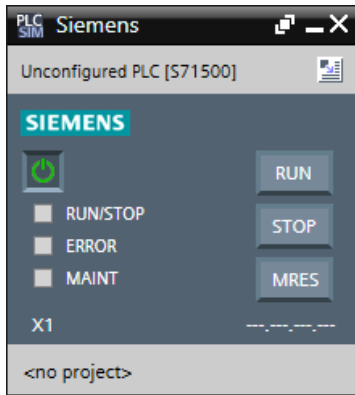 PLC
SIM Siemens
Unconfigured PLC [S71500]
SIEMENS
RUN
RUN/STOP
STOP
ERROR
MAINT
MRES
X1 ---.---.---.---
<no project>